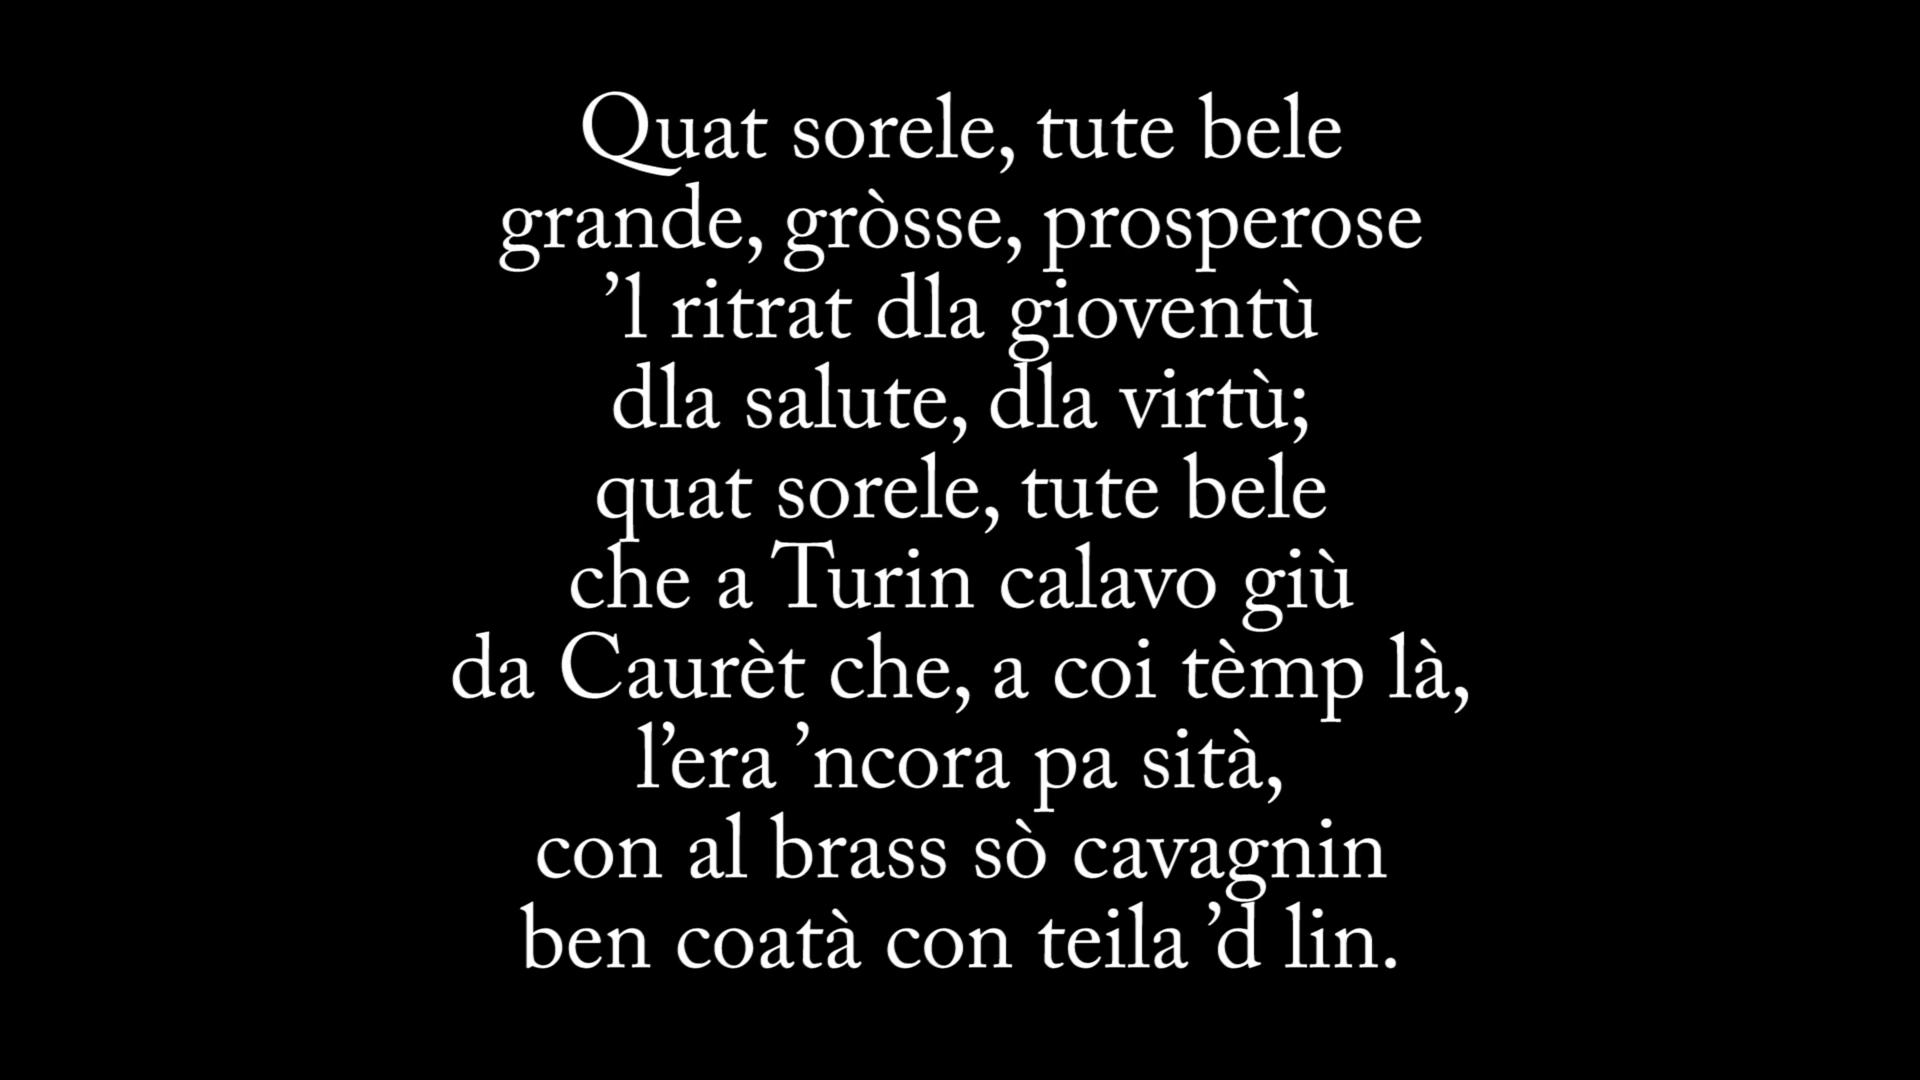 Quat sorele, tute bele
grande, gròsse, prosperose
’l ritrat dla gioventù
dla salute, dla virtù;
quat sorele, tute bele
che a Turin calavo giù
da Caurèt che, a coi tèmp là,
l’era ’ncora pa sità,
con al brass sò cavagnin
ben coatà con teila ’d lin.